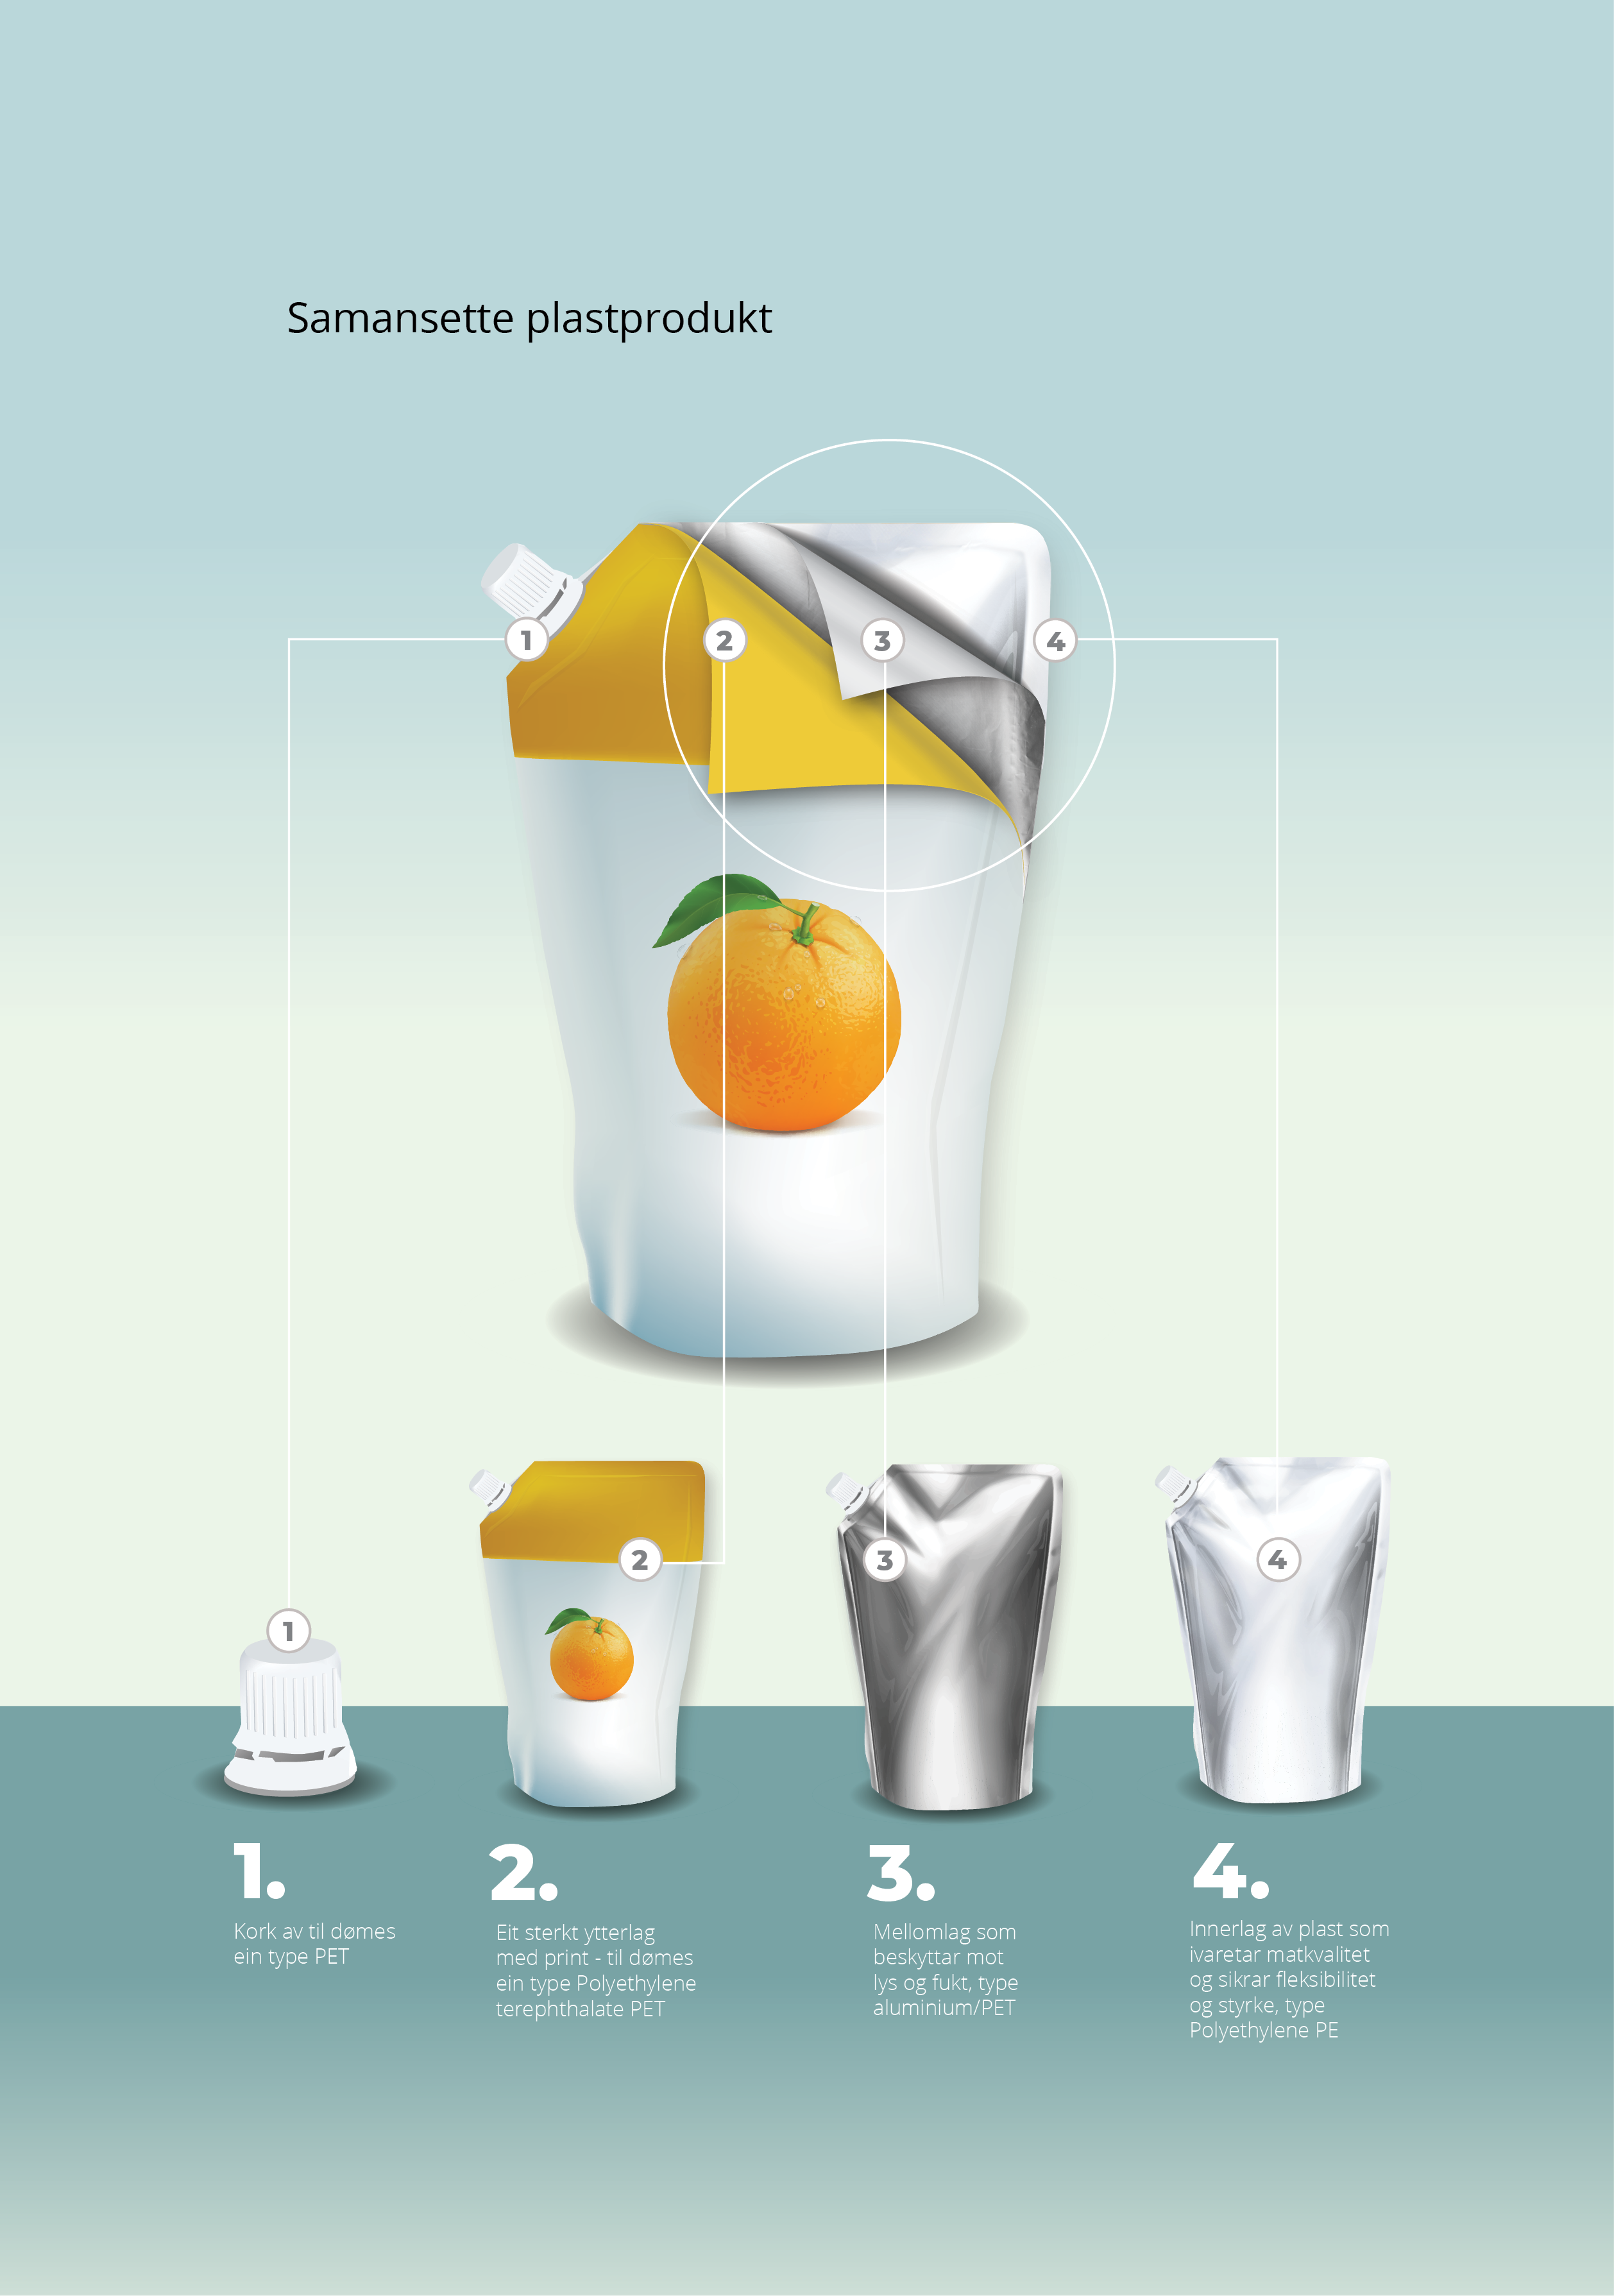 Samansette plastprodukt
1
2
3
4
1
2
3
4
1.
Kork av til dømes
ein type PET
2.
Eit sterkt ytterlag
med print - til dømes
ein type Polyethylene
terephthalate PET
3.
Mellomlag som
beskyttar mot
lys og fukt, type
aluminium/PET
4.
Innerlag av plast som
ivaretar matkvalitet
og sikrar fleksibilitet
og styrke, type
Polyethylene PE